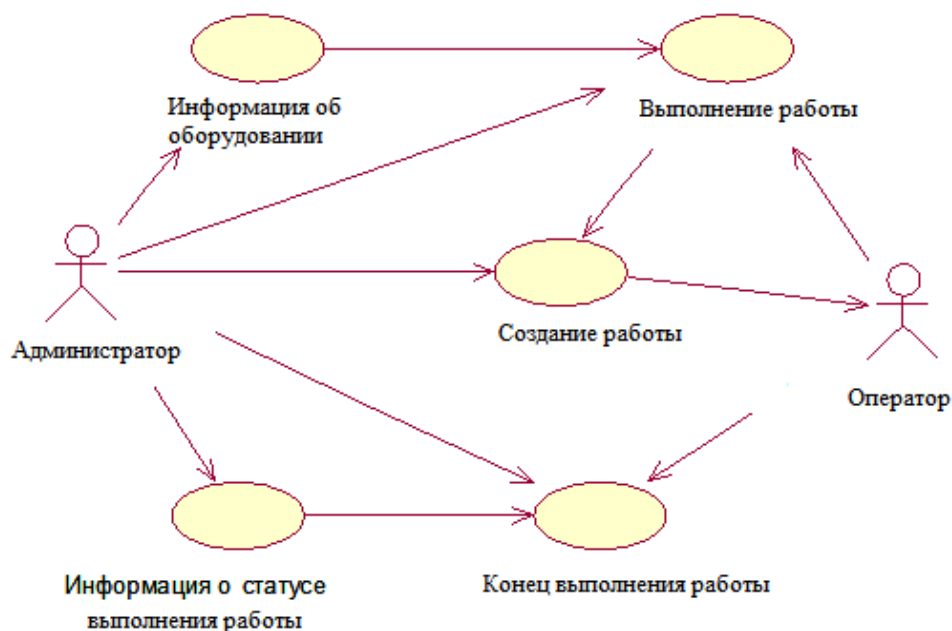 Информация об
оборудовании
Выполнение работы
Администратор
Создание работы
Оператор
Информация о статусе
выполнения работы
Конец выполнения работы